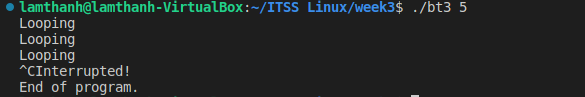 lamthanh@lamthanh-VirtualBox:~/ITSS Linux/week3$ ./bt3 5
Looping
Looping
Looping
^CInterrupted!
End of program.